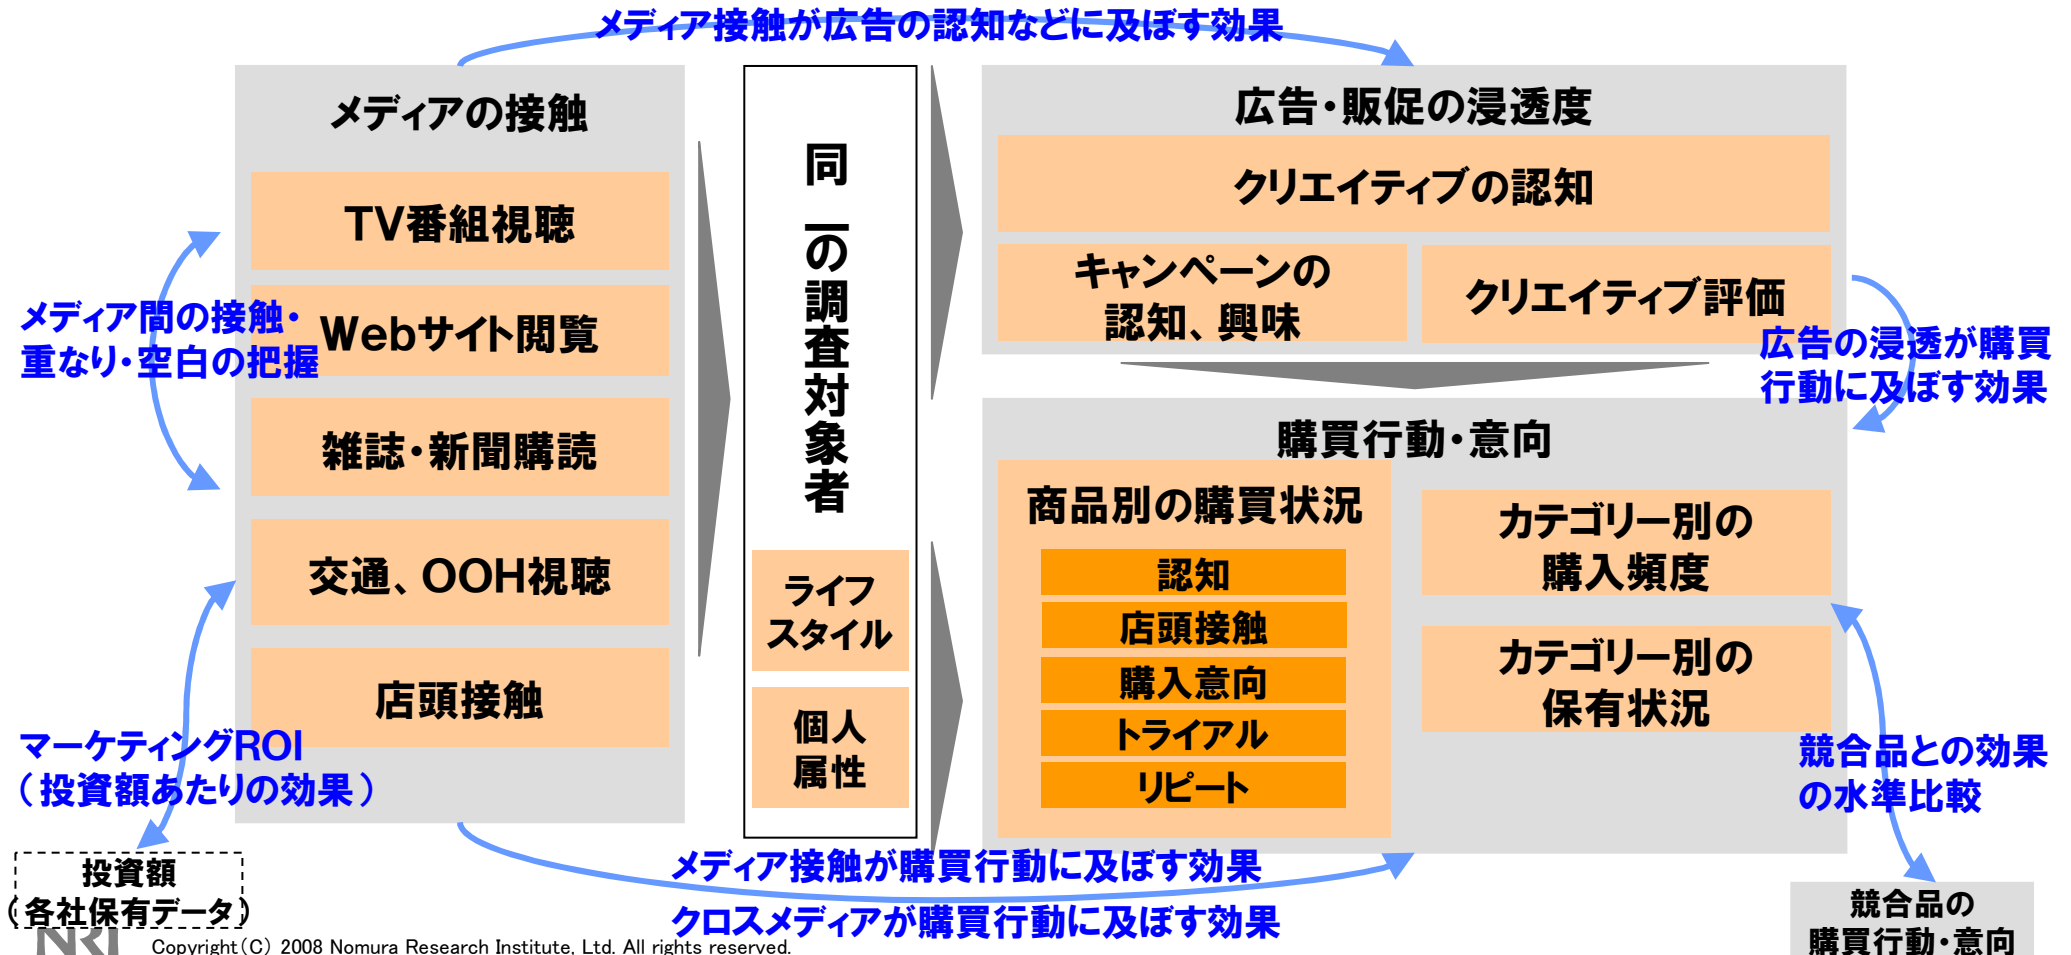 メディア接触が広告の認知などに及ぼす効果
メディアの接触
TV番組視聴
Webサイト閲覧
雑誌・新聞購読
交通、OOH視聴
店頭接触
メディア間の接触・
重なり・空白の把握
マーケティングROI
（投資額あたりの効果）
投資額
（各社保有データ）
同一の調査対象者
ライフ
スタイル
個人
属性
広告・販促の浸透度
クリエイティブの認知
キャンペーンの
認知、興味
クリエイティブ評価
広告の浸透が購買
行動に及ぼす効果
購買行動・意向
商品別の購買状況
認知
店頭接触
購入意向
トライアル
リピート
カテゴリー別の
購入頻度
カテゴリー別の
保有状況
競合品との効果
の水準比較
メディア接触が購買行動に及ぼす効果
クロスメディアが購買行動に及ぼす効果
競合品の
購買行動・意向
NRI
Copyright(C) 2008 Nomura Research Institute, Ltd. All rights reserved.